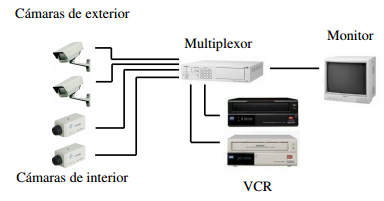 Cámaras de exterior
Multiplexor
Monitor
Cámaras de interior
VCR